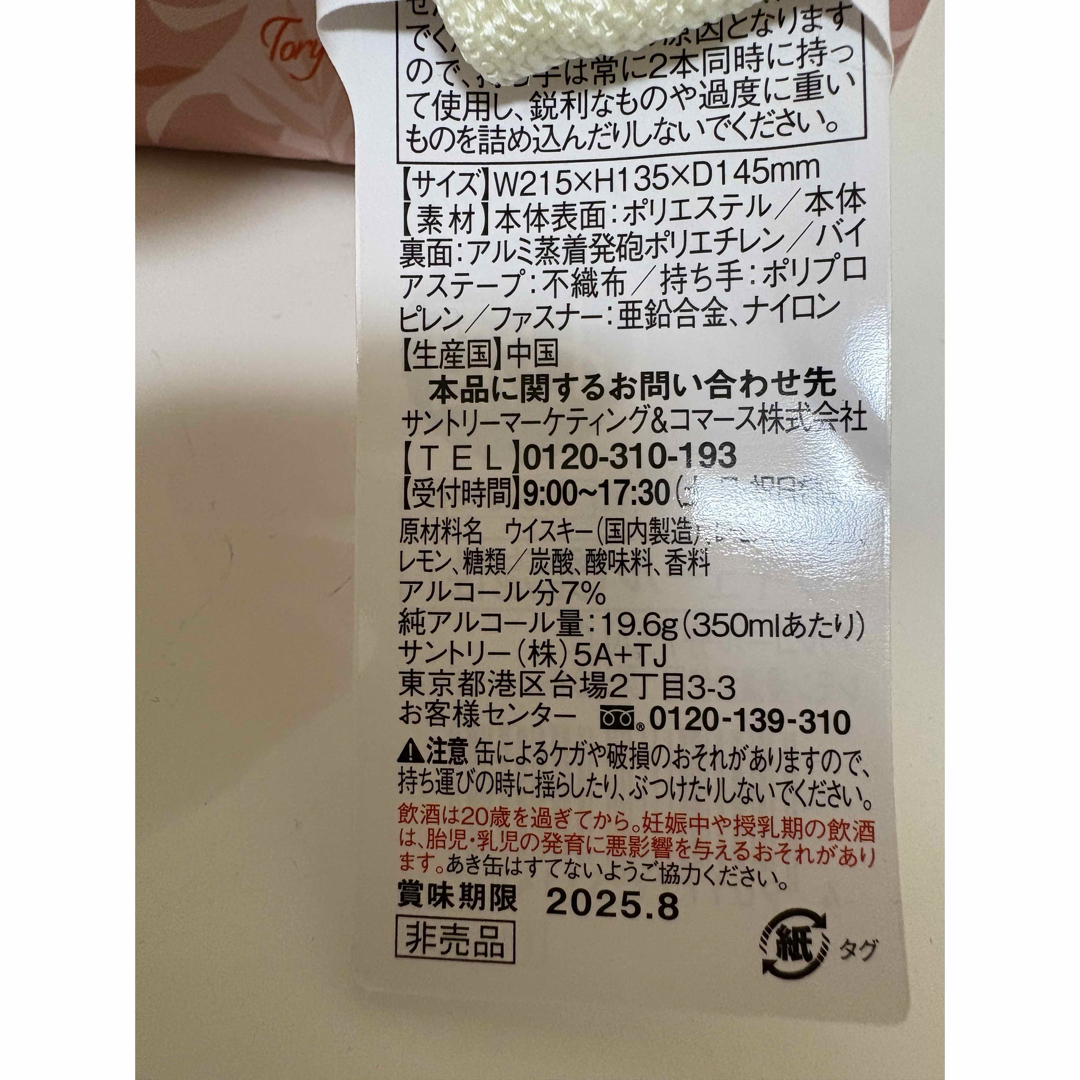 Tory
原因となります
ので、持ち手は常に2本同時に持っ
て使用し、鋭利なものや過度に重い
ものを詰め込んだりしないでください。
【サイズ】W215×H135×D145mm
【素材】本体表面:ポリエステル/本体
裏面:アルミ蒸着発砲ポリエチレン/バイ
アステープ:不織布/持ち手:ポリプロ
ピレン/ファスナー:亜鉛合金、ナイロン
【生産国】中国
本品に関するお問い合わせ先
サントリーマーケティング&コマース株式会社
【TEL】0120-310-193
【受付時間】9:00~17:30
原材料名 ウイスキー(国内製造)、
レモン、糖類/炭酸、酸味料、香料
アルコール分7%
純アルコール量:19.6g(350mlあたり)
サントリー(株)5A+TJ
東京都港区台場2丁目3-3
お客様センター 0120-139-310
注意 缶によるケガや破損のおそれがありますので、
持ち運びの時に揺らしたり、ぶつけたりしないでください。
飲酒は20歳を過ぎてから。妊娠中や授乳期の飲酒
は、胎児・乳児の発育に悪影響を与えるおそれがあり
ます。あき缶はすてないようご協力ください。
賞味期限 2025.8
非売品
紙 タグ